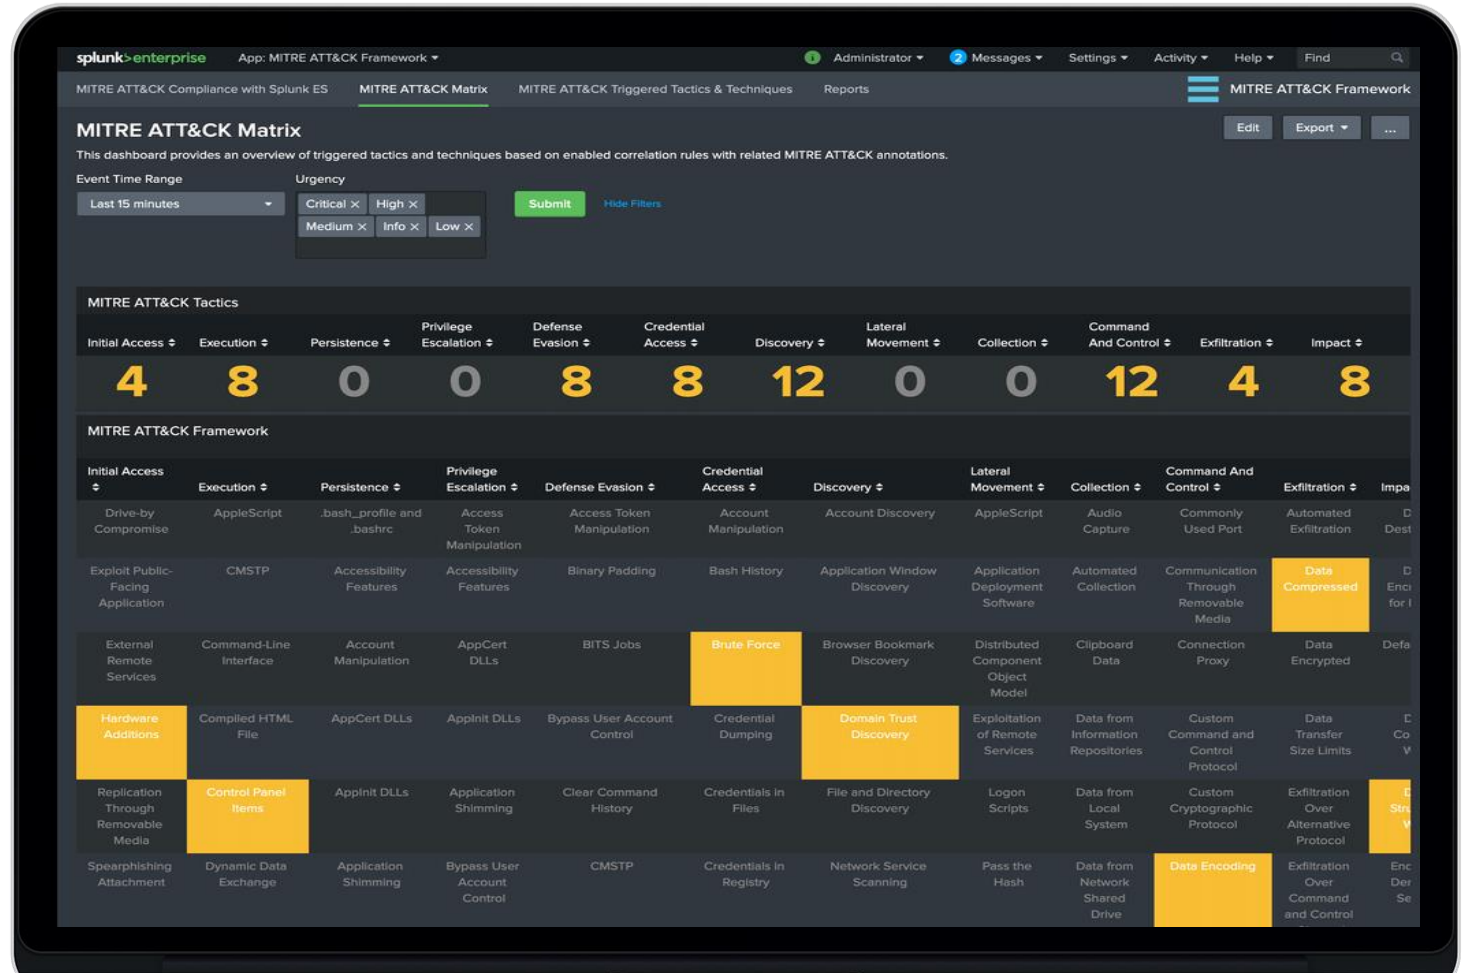 splunk>enterprise App: MITRE ATT&CK Framework i Administrator 2 Messages Settings Activity Help Find
MITRE ATT&CK Compliance with Splunk ES MITRE ATT&CK Matrix MITRE ATT&CK Triggered Tactics & Techniques Reports MITRE ATT&CK Framework
MITRE ATT&CK Matrix Edit Export ...
This dashboard provides an overview of triggered tactics and techniques based on enabled correlation rules with related MITRE ATT&CK annotations.
Event Time Range Urgency
Last 15 minutes Critical × High × Submit Hide Filters
Medium × Info × Low ×
MITRE ATT&CK Tactics
Initial Access Execution Persistence Privilege Escalation Defense Evasion Credential Access Discovery Lateral Movement Collection Command And Control Exfiltration Impact
4 8 0 0 8 8 12 0 0 12 4 8
MITRE ATT&CK Framework
Initial Access Execution Persistence Privilege Escalation Defense Evasion Credential Access Discovery Lateral Movement Collection Command And Control Exfiltration Impa
Drive-by Compromise AppleScript .bash_profile and .bashrc Access Token Manipulation Access Token Manipulation Account Manipulation Account Discovery AppleScript Audio Capture Commonly Used Port Automated Exfiltration D Dest
Exploit Public-Facing Application CMSTP Accessibility Features Accessibility Features Binary Padding Bash History Application Window Discovery Application Deployment Software Automated Collection Communication Through Removable Media Data Compressed D Enc for I
External Remote Services Command-Line Interface Account Manipulation AppCert DLLs BITS Jobs Brute Force Browser Bookmark Discovery Distributed Component Object Model Clipboard Data Connection Proxy Data Encrypted Defa
Hardware Additions Compiled HTML File AppCert DLLs AppInit DLLs Bypass User Account Control Credential Dumping Domain Trust Discovery Exploitation of Remote Services Data from Information Repositories Custom Command and Control Protocol Data Transfer Size Limits D Co
Replication Through Removable Media Control Panel Items AppInit DLLs Application Shimming Clear Command History Credentials in Files File and Directory Discovery Logon Scripts Data from Local System Custom Cryptographic Protocol Exfiltration Over Alternative Protocol D Stru
Spearphishing Attachment Dynamic Data Exchange Application Shimming Bypass User Account Control CMSTP Credentials in Registry Network Service Scanning Pass the Hash Data from Network Shared Drive Data Encoding Exfiltration Over Command and Control Enc Der Se